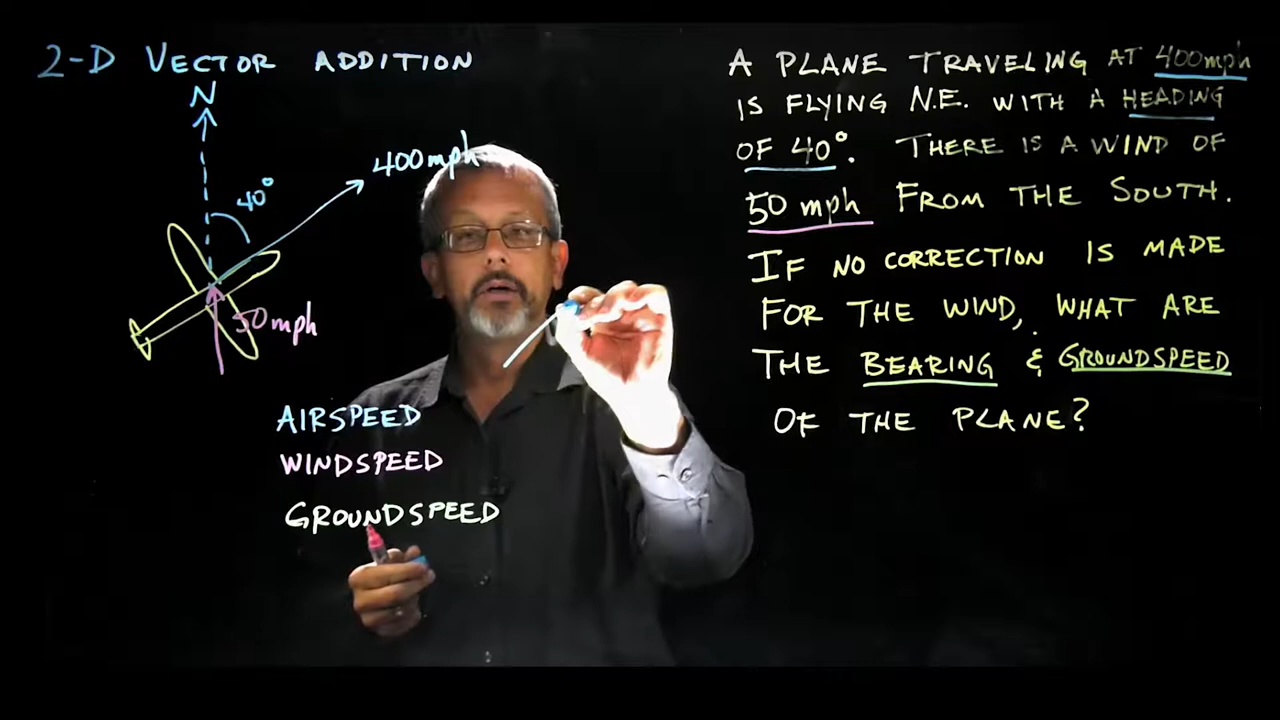 2-D VECTOR ADDITION
N
40°
400mph
50mph
AIRSPEED
WINDSPEED
GROUNDSPEED
A PLANE TRAVELING AT 400mph
IS FLYING N.E. WITH A HEADING
OF 40°. THERE IS A WIND OF
50 mph FROM THE SOUTH.
IF NO CORRECTION IS MADE
FOR THE WIND, WHAT ARE
THE BEARING & GROUNDSPEED
OF THE PLANE?